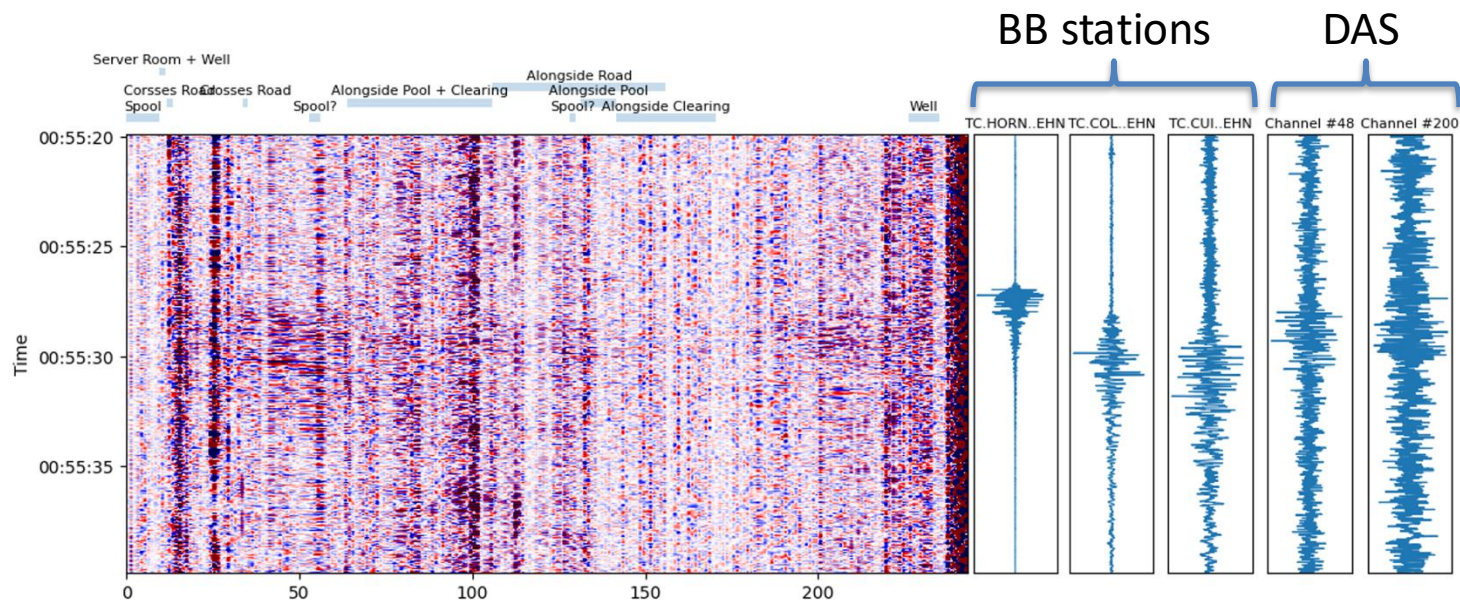 BB stations
DAS
Server Room + Well
Alongside Road
Corsses Road
Crosses Road
Alongside Pool + Clearing
Alongside Pool
Spool
Spool?
Spool?
Alongside Clearing
Well
TC.HORN..EHN
TC.COL..EHN
TC.CUI..EHN
Channel #48
Channel #200
00:55:20
00:55:25
00:55:30
00:55:35
Time
0
50
100
150
200